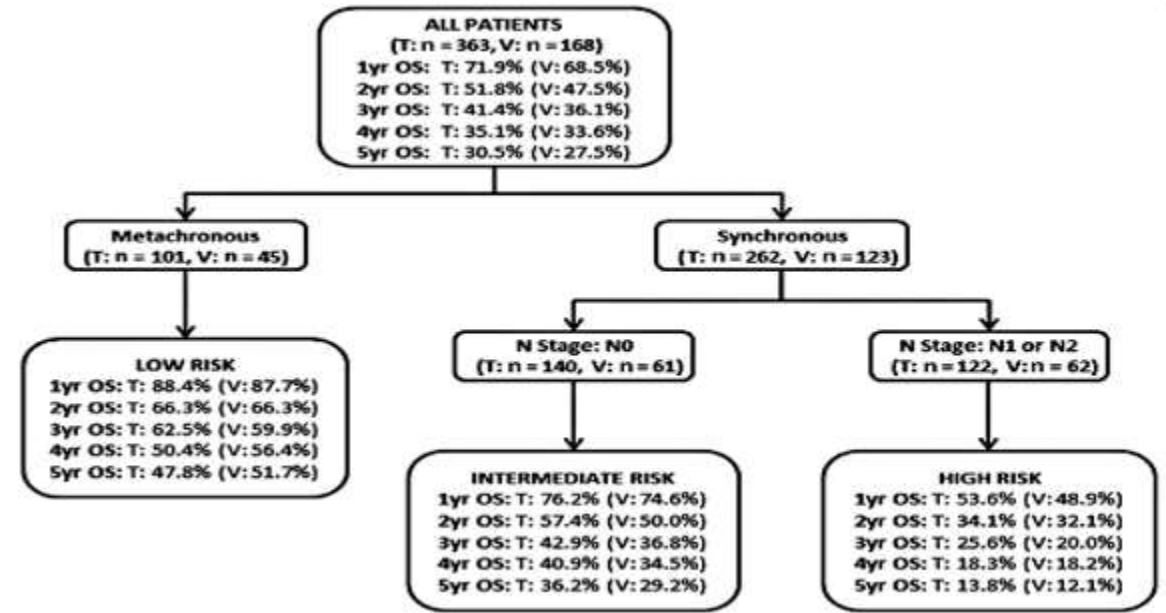 ALL PATIENTS
(T: n = 363, V: n = 168)
1yr OS: T: 71.9% (V: 68.5%)
2yr OS: T: 51.8% (V: 47.5%)
3yr OS: T: 41.4% (V: 36.1%)
4yr OS: T: 35.1% (V: 33.6%)
5yr OS: T: 30.5% (V: 27.5%)
Metachronous
(T: n = 101, V: n = 45)
Synchronous
(T: n = 262, V: n = 123)
LOW RISK
1yr OS: T: 88.4% (V: 87.7%)
2yr OS: T: 66.3% (V: 66.3%)
3yr OS: T: 62.5% (V: 59.9%)
4yr OS: T: 50.4% (V: 56.4%)
5yr OS: T: 47.8% (V: 51.7%)
N Stage: N0
(T: n = 140, V: n = 61)
N Stage: N1 or N2
(T: n = 122, V: n = 62)
INTERMEDIATE RISK
1yr OS: T: 76.2% (V: 74.6%)
2yr OS: T: 57.4% (V: 50.0%)
3yr OS: T: 42.9% (V: 36.8%)
4yr OS: T: 40.9% (V: 34.5%)
5yr OS: T: 36.2% (V: 29.2%)
HIGH RISK
1yr OS: T: 53.6% (V: 48.9%)
2yr OS: T: 34.1% (V: 32.1%)
3yr OS: T: 25.6% (V: 20.0%)
4yr OS: T: 18.3% (V: 18.2%)
5yr OS: T: 13.8% (V: 12.1%)